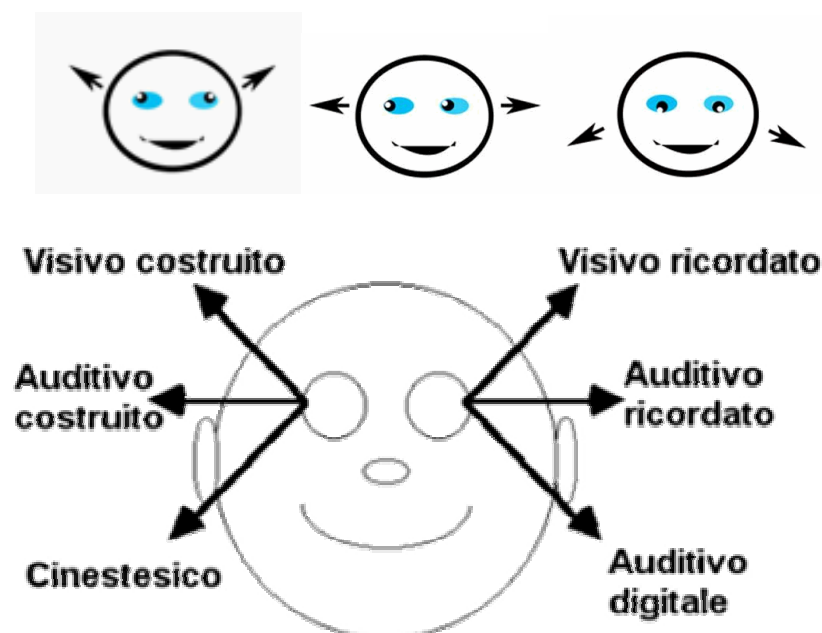 Visivo costruito
Visivo ricordato
Auditivo
costruito
Auditivo
ricordato
Cinestesico
Auditivo
digitale